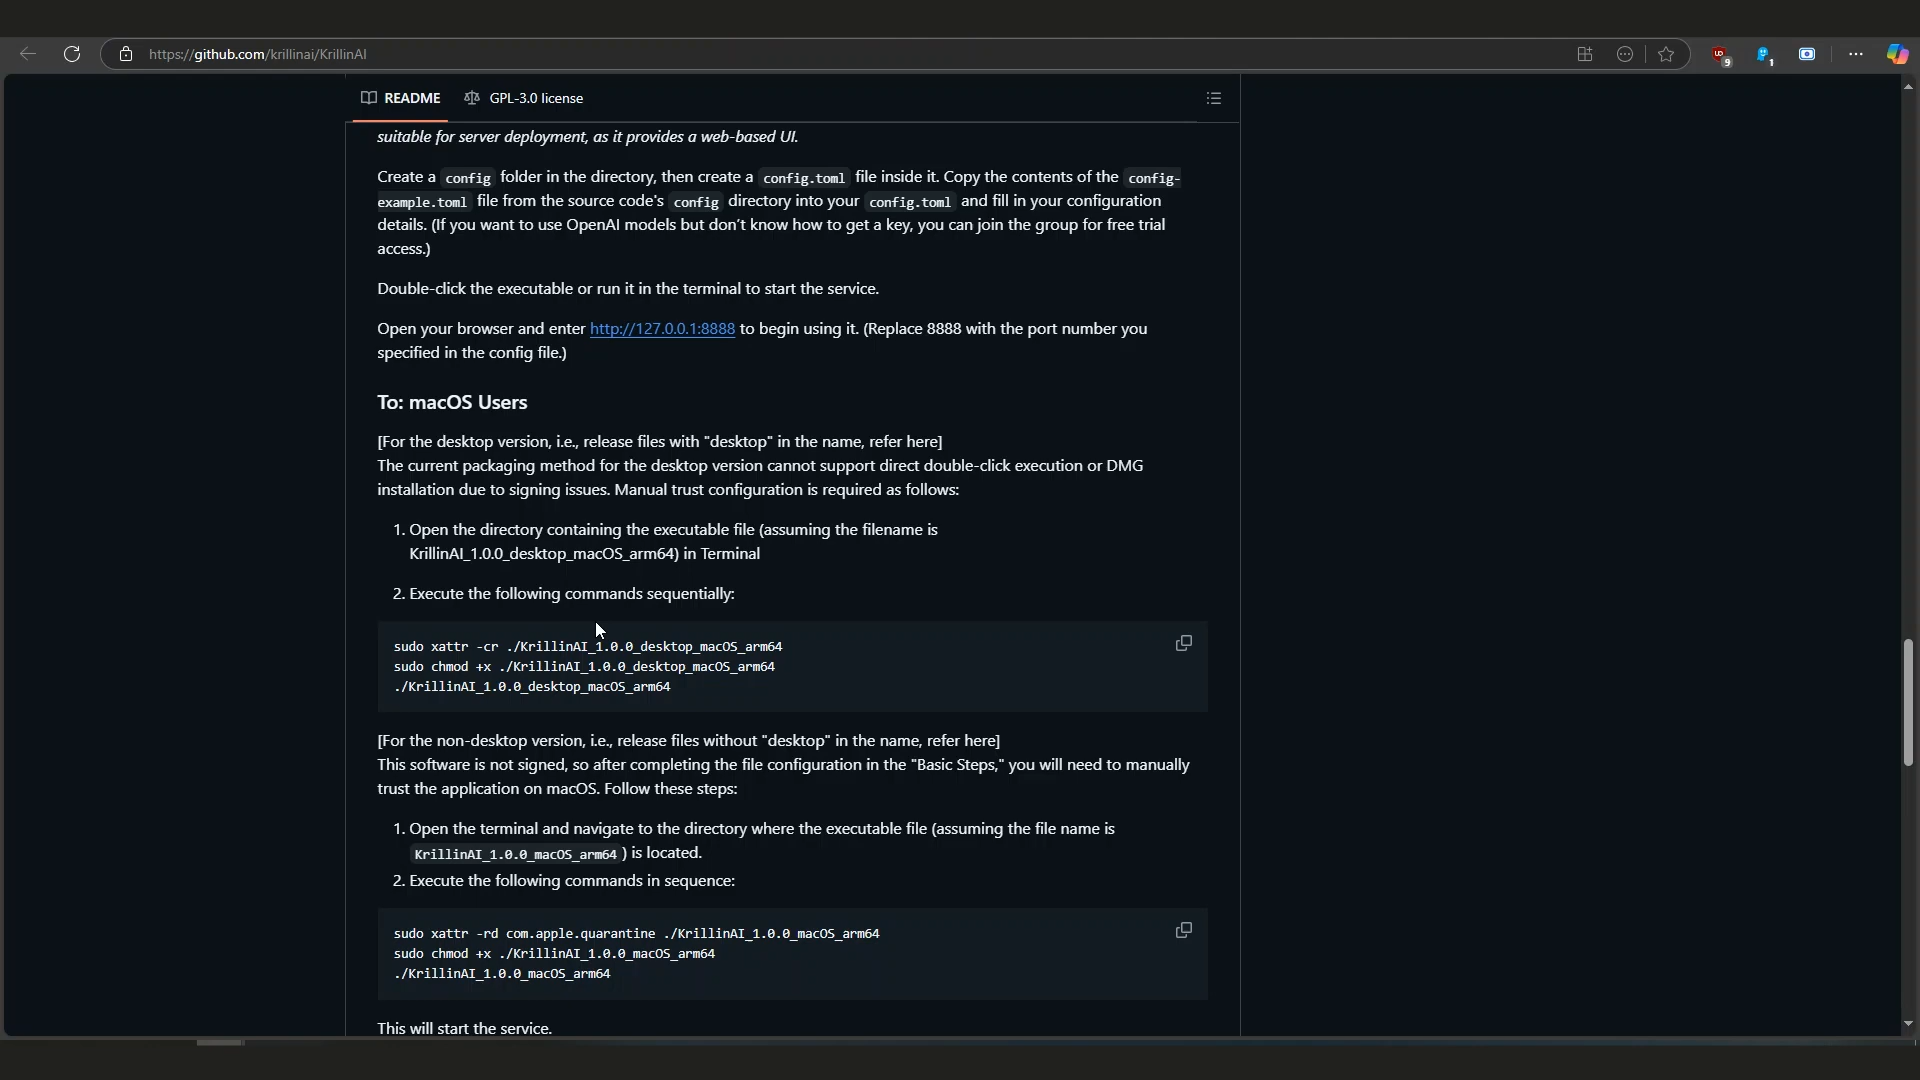 https://github.com/krillinai/KrillinAI
9
1
README
GPL-3.0 license
suitable for server deployment, as it provides a web-based UI.
Create a config folder in the directory, then create a config.toml file inside it. Copy the contents of the config-
example.toml file from the source code's config directory into your config.toml and fill in your configuration
details. (If you want to use OpenAI models but don't know how to get a key, you can join the group for free trial
access.)
Double-click the executable or run it in the terminal to start the service.
Open your browser and enter http://127.0.0.1:8888 to begin using it. (Replace 8888 with the port number you
specified in the config file.)
To: macOS Users
[For the desktop version, i.e., release files with "desktop" in the name, refer here]
The current packaging method for the desktop version cannot support direct double-click execution or DMG
installation due to signing issues. Manual trust configuration is required as follows:
1. Open the directory containing the executable file (assuming the filename is
KrillinAI_1.0.0_desktop_macOS_arm64) in Terminal
2. Execute the following commands sequentially:
sudo xattr -cr ./KrillinAI_1.0.0_desktop_macOS_arm64
sudo chmod +x ./KrillinAI_1.0.0_desktop_macOS_arm64
./KrillinAI_1.0.0_desktop_macOS_arm64
[For the non-desktop version, i.e., release files without "desktop" in the name, refer here]
This software is not signed, so after completing the file configuration in the "Basic Steps," you will need to manually
trust the application on macOS. Follow these steps:
1. Open the terminal and navigate to the directory where the executable file (assuming the file name is
KrillinAI_1.0.0_macOS_arm64 ) is located.
2. Execute the following commands in sequence:
sudo xattr -rd com.apple.quarantine ./KrillinAI_1.0.0_macOS_arm64
sudo chmod +x ./KrillinAI_1.0.0_macOS_arm64
./KrillinAI_1.0.0_macOS_arm64
This will start the service.